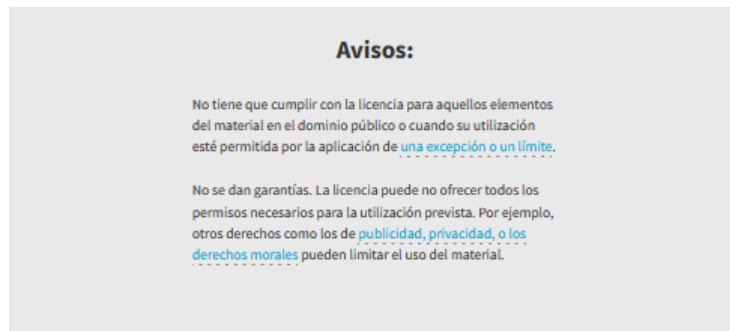 Avisos:
No tiene que cumplir con la licencia para aquellos elementos
del material en el dominio público o cuando su utilización
esté permitida por la aplicación de una excepción o un límite.
No se dan garantías. La licencia puede no ofrecer todos los
permisos necesarios para la utilización prevista. Por ejemplo,
otros derechos como los de publicidad, privacidad, o los
derechos morales pueden limitar el uso del material.